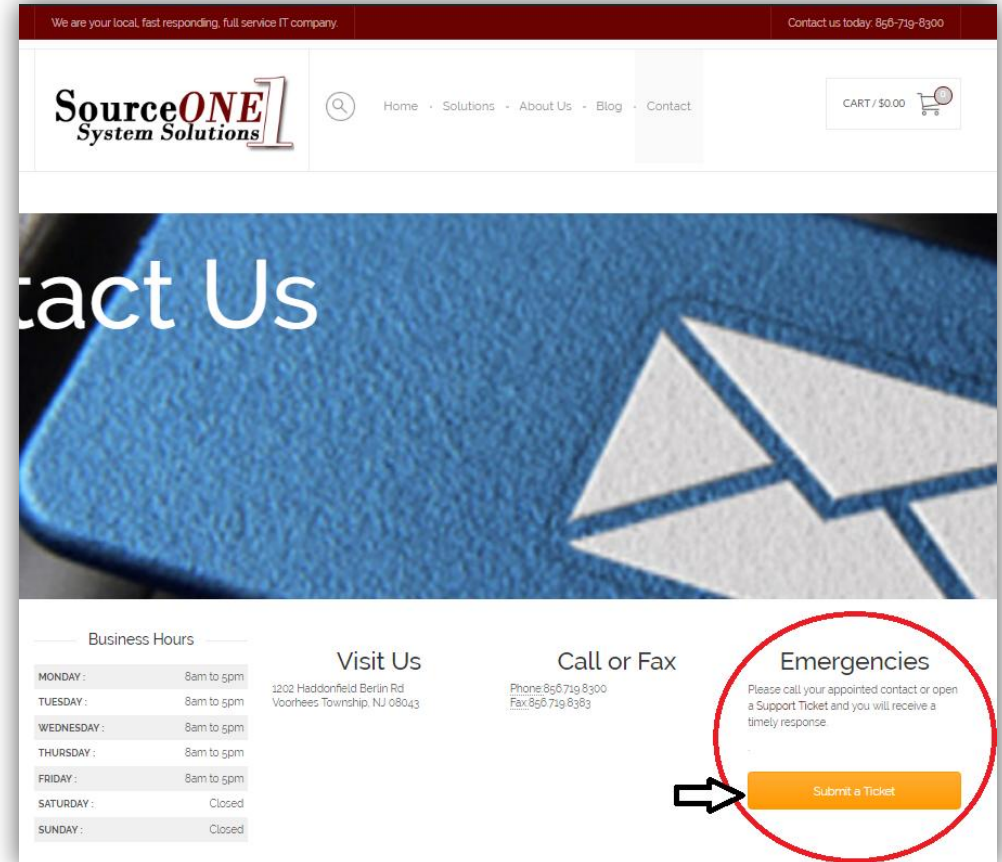 We are your local, fast responding, full service IT company.
Contact us today: 856-719-8300
SourceONE 1
System Solutions
Home
Solutions
About Us
Blog
Contact
CART / $0.00
0
tact Us
Business Hours
MONDAY : 8am to 5pm
TUESDAY : 8am to 5pm
WEDNESDAY : 8am to 5pm
THURSDAY : 8am to 5pm
FRIDAY : 8am to 5pm
SATURDAY : Closed
SUNDAY : Closed
Visit Us
1202 Haddonfield Berlin Rd
Voorhees Township, NJ 08043
Call or Fax
Phone:856.719.8300
Fax:856.719.8383
Emergencies
Please call your appointed contact or open
a Support Ticket and you will receive a
timely response.
.
Submit a Ticket